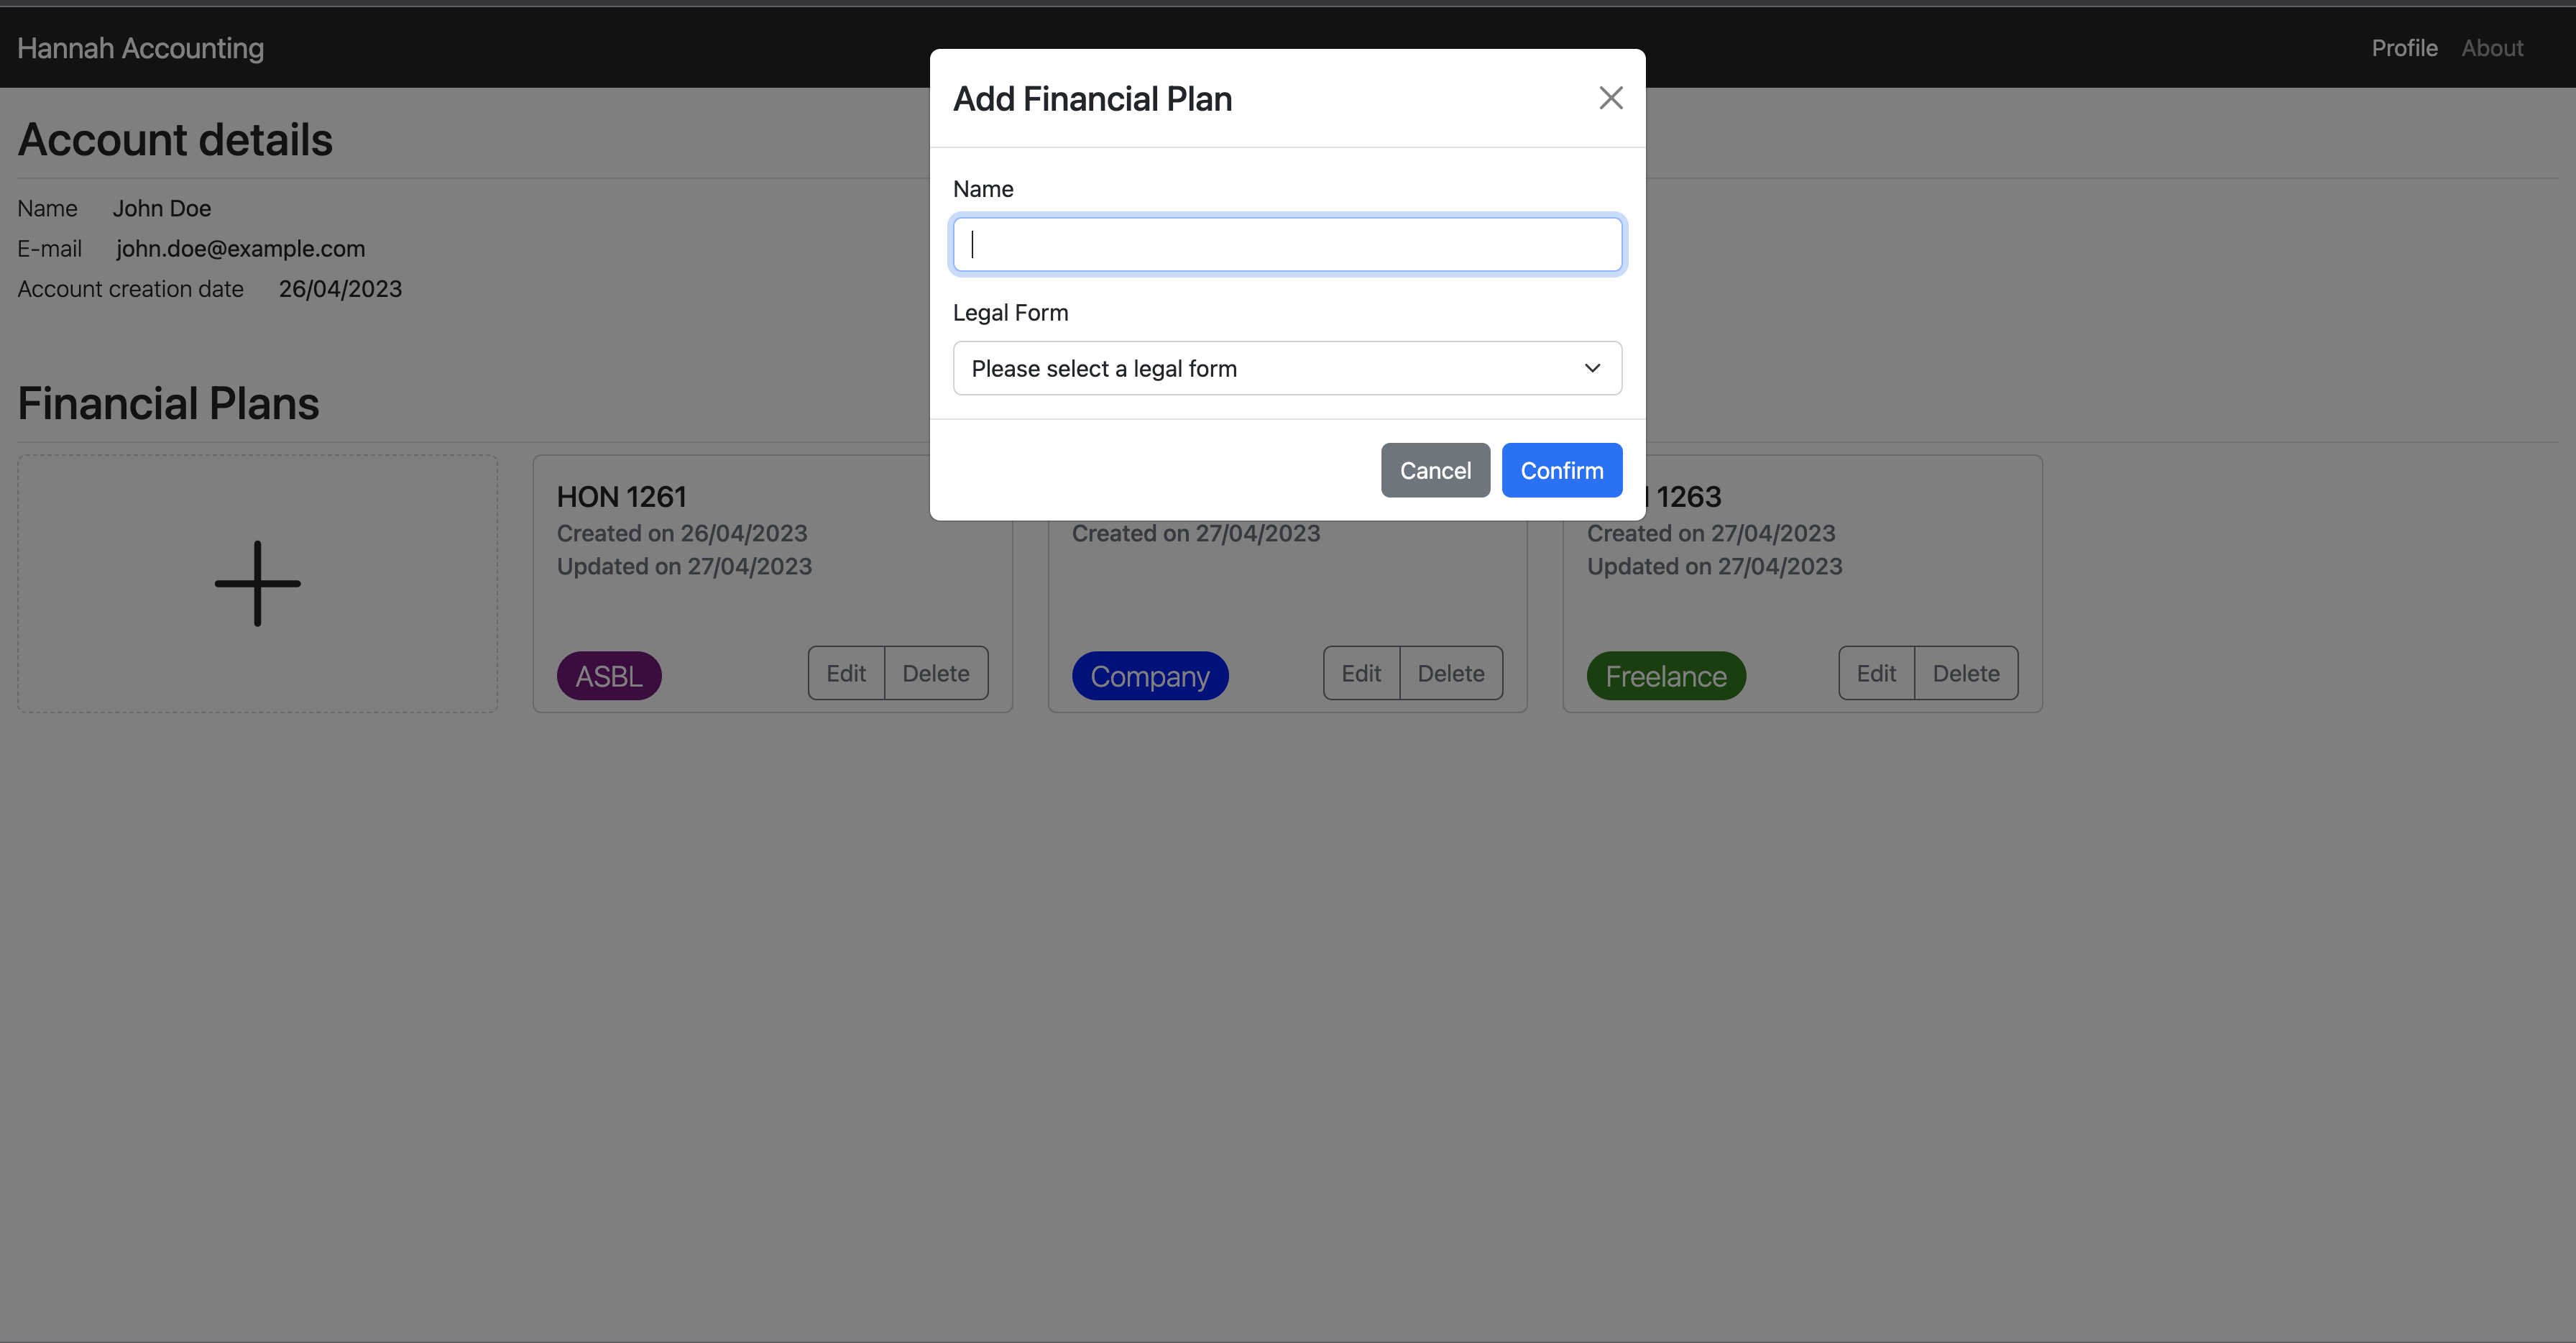 Hannah Accounting
Profile About
Add Financial Plan
Account details
Name
Name John Doe
E-mail john.doe@example.com
Account creation date 26/04/2023
Legal Form
Please select a legal form
Financial Plans
Cancel Confirm
HON 1261
Created on 26/04/2023
Updated on 27/04/2023
ASBL Edit Delete
Created on 27/04/2023
Company Edit Delete
1263
Created on 27/04/2023
Updated on 27/04/2023
Freelance Edit Delete